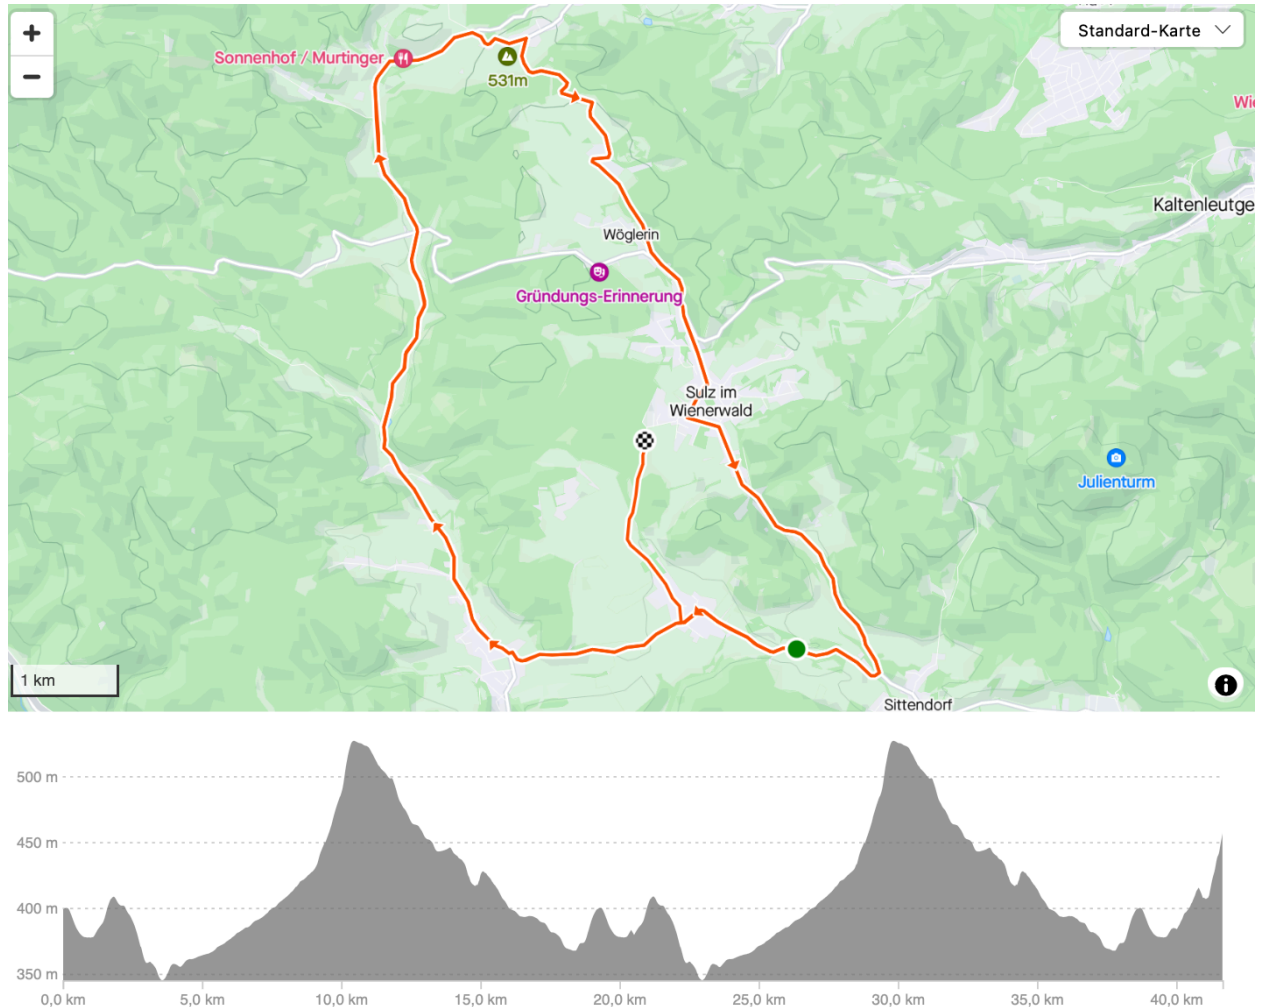 +
Standard-Karte
Sonnenhof / Murtinger
531m
−
Wie
Kaltenleutge
Wöglerin
Gründungs-Erinnerung
Sulz im
Wienerwald
Julienturm
1 km
i
Sittendorf
500 m
450 m
400 m
350 m
0,0 km 5,0 km 10,0 km 15,0 km 20,0 km 25,0 km 30,0 km 35,0 km 40,0 km